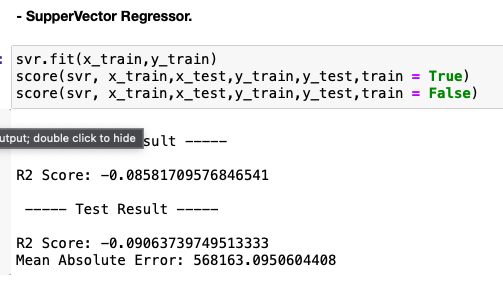 - SupperVector Regressor.
:
svr.fit(x_train,y_train)
score(svr, x_train,x_test,y_train,y_test,train = True)
score(svr, x_train,x_test,y_train,y_test,train = False)
utput; double click to hide
sult -----
R2 Score: -0.08581709576846541
----- Test Result -----
R2 Score: -0.09063739749513333
Mean Absolute Error: 568163.0950604408